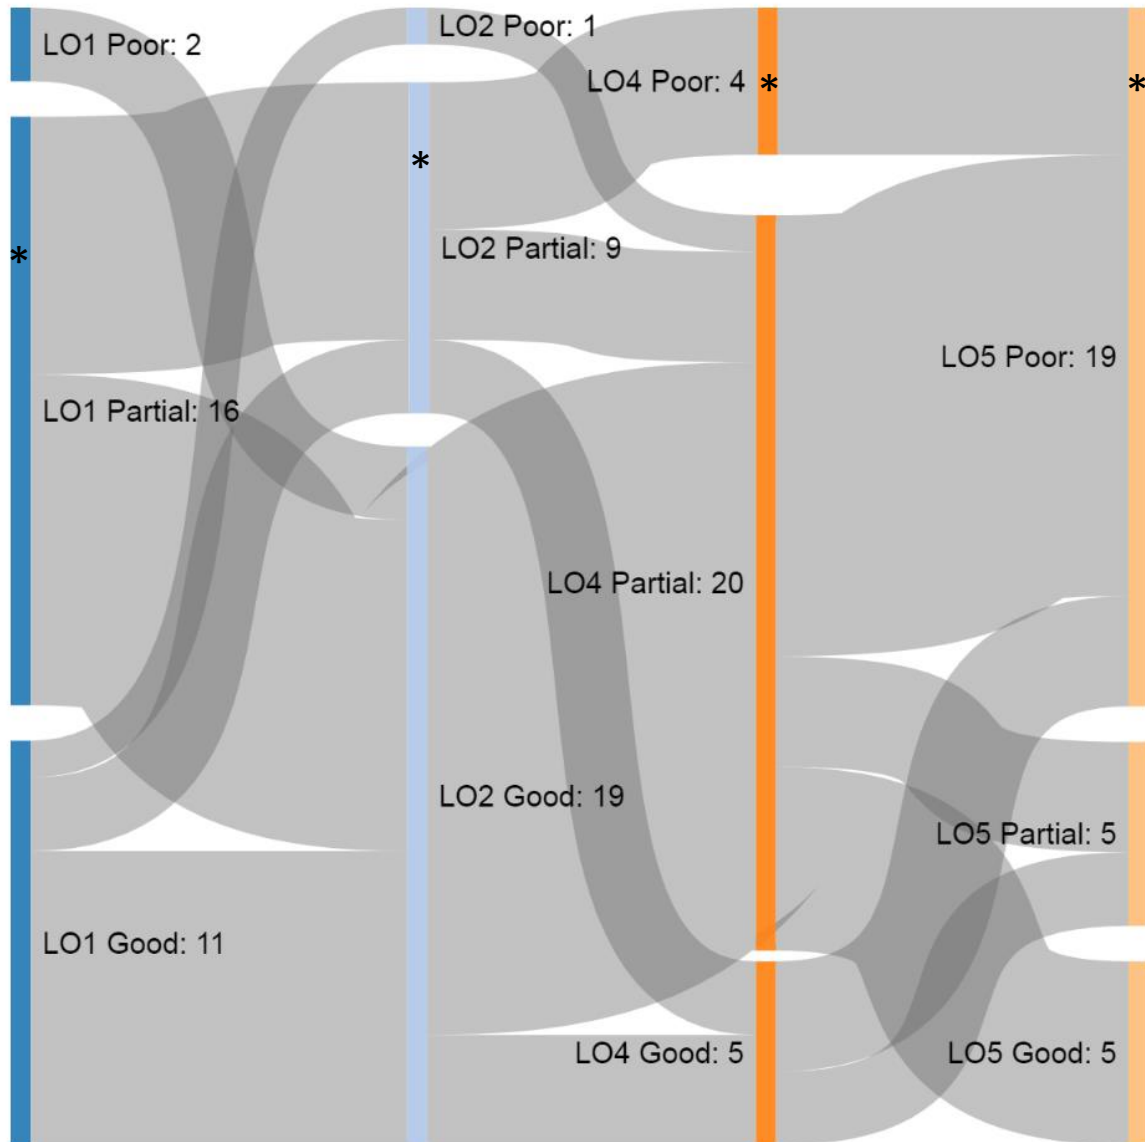 LO1 Poor: 2
*
LO1 Partial: 16
LO1 Good: 11
LO2 Poor: 1
*
LO2 Partial: 9
LO2 Good: 19
LO4 Poor: 4
*
LO4 Partial: 20
LO4 Good: 5
*
LO5 Poor: 19
LO5 Partial: 5
LO5 Good: 5